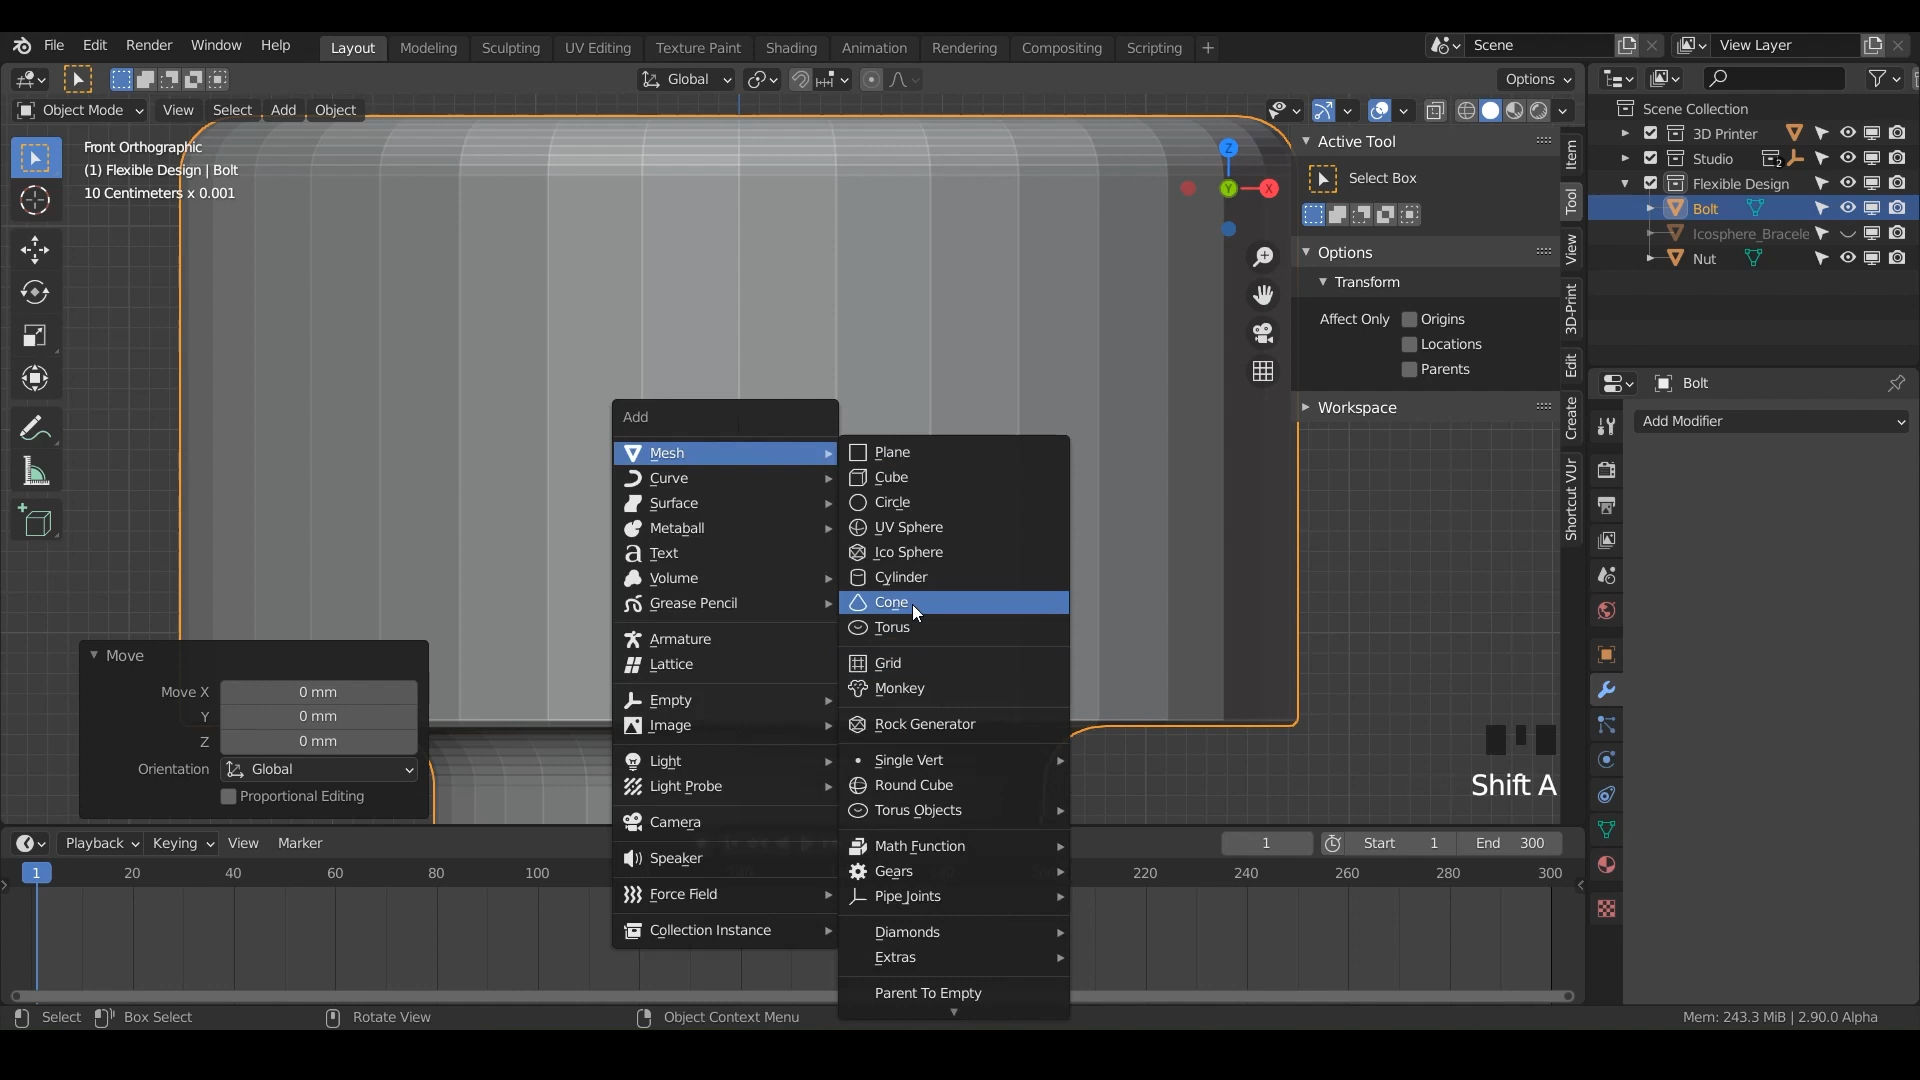 File Edit Render Window Help Layout Modeling Sculpting UV Editing Texture Paint Shading Animation Rendering Compositing Scripting + Scene View Layer
Global Options
Object Mode View Select Add Object
Front Orthographic
(1) Flexible Design | Bolt
10 Centimeters x 0.001
Z
Y
X
Active Tool
Select Box
Options
Transform
Affect Only Origins
Locations
Parents
Workspace
Item
Tool
View
3D-Print
Edit
Create
Shortcut VUr
Scene Collection
3D Printer
Studio 2
Flexible Design
Bolt
Icosphere_Bracele
Nut
Bolt
Add Modifier
Add
Mesh
Curve
Surface
Metaball
Text
Volume
Grease Pencil
Armature
Lattice
Empty
Image
Light
Light Probe
Camera
Speaker
Force Field
Collection Instance
Plane
Cube
Circle
UV Sphere
Ico Sphere
Cylinder
Cone
Torus
Grid
Monkey
Rock Generator
Single Vert
Round Cube
Torus Objects
Math Function
Gears
Pipe Joints
Diamonds
Extras
Parent To Empty
Move
Move X 0 mm
Y 0 mm
Z 0 mm
Orientation Global
Proportional Editing
Shift A
Playback Keying View Marker 1 Start 1 End 300
1 20 40 60 80 100 220 240 260 280 300
Select Box Select Rotate View Object Context Menu Mem: 243.3 MiB | 2.90.0 Alpha